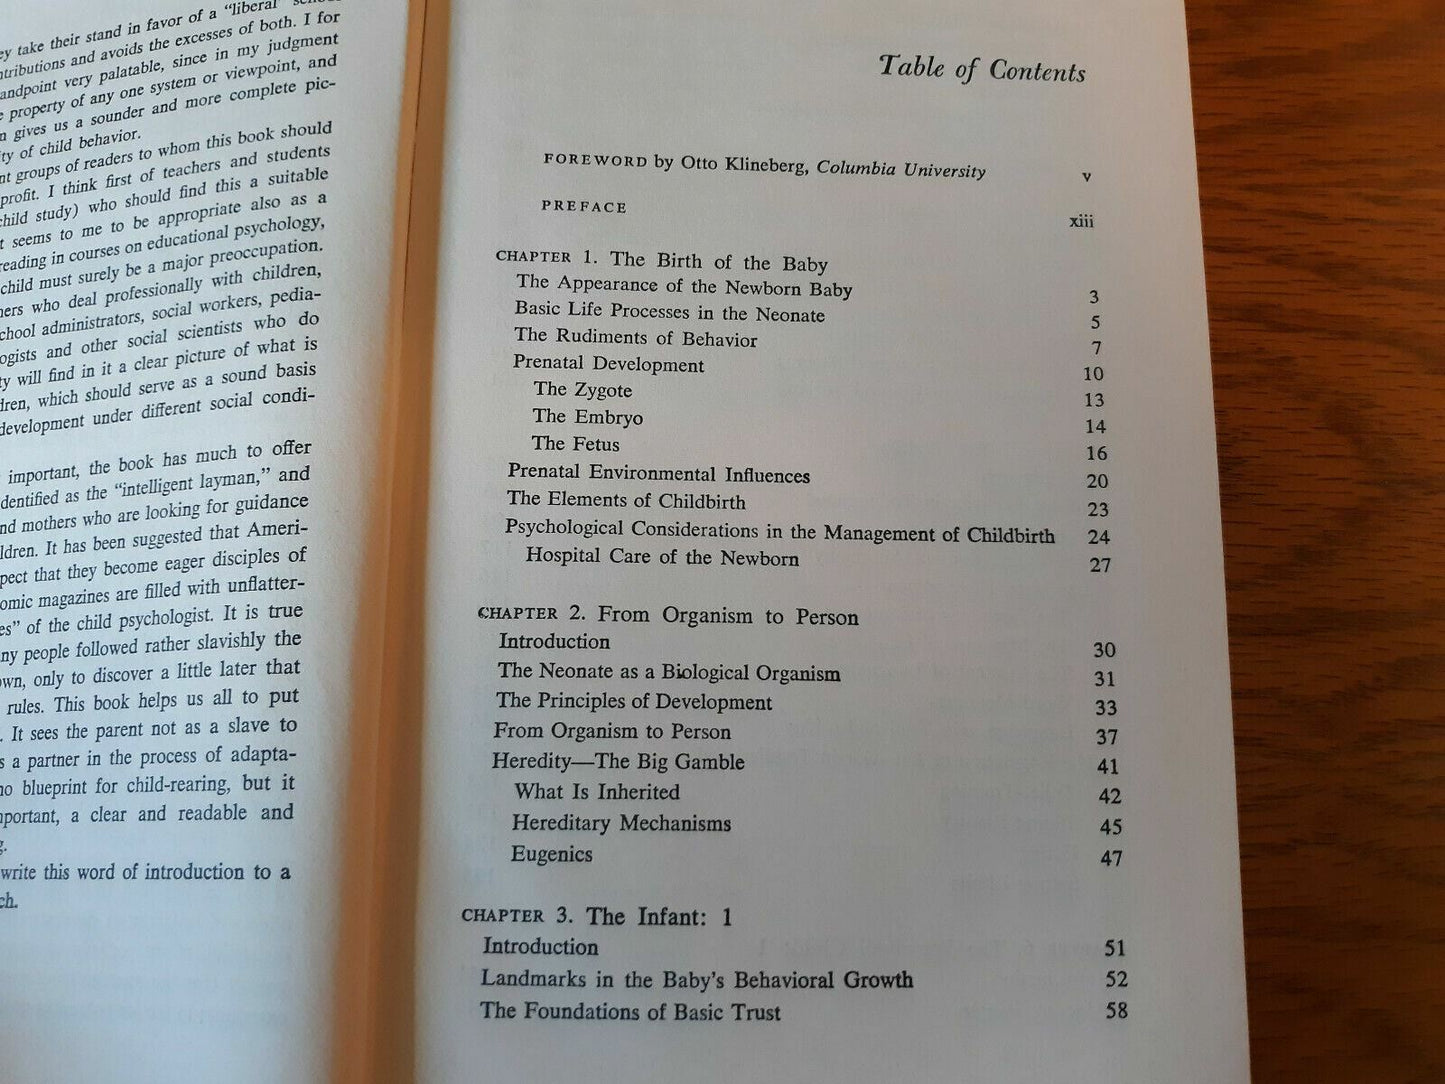 ey take their stand in favor of a “liberal”
ntributions and avoids the excesses of both. I for
andpoint very palatable, since in my judgment
e property of any one system or viewpoint, and
n gives us a sounder and more complete pic-
ity of child behavior.
nt groups of readers to whom this book should
profit. I think first of teachers and students
child study) who should find this a suitable
t seems to me to be appropriate also as a
reading in courses on educational psychology,
child must surely be a major preoccupation.
hers who deal professionally with children,
chool administrators, social workers, pedia-
ogists and other social scientists who do
ty will find in it a clear picture of what is
dren, which should serve as a sound basis
development under different social condi-
important, the book has much to offer
dentified as the “intelligent layman,” and
nd mothers who are looking for guidance
ldren. It has been suggested that Ameri-
pect that they become eager disciples of
omic magazines are filled with unflatter-
es” of the child psychologist. It is true
ny people followed rather slavishly the
own, only to discover a little later that
rules. This book helps us all to put
. It sees the parent not as a slave to
s a partner in the process of adapta-
no blueprint for child-rearing, but it
mportant, a clear and readable and
g.
write this word of introduction to a
ch.
Table of Contents
FOREWORD by Otto Klineberg, Columbia University v
PREFACE xiii
CHAPTER 1. The Birth of the Baby
The Appearance of the Newborn Baby 3
Basic Life Processes in the Neonate 5
The Rudiments of Behavior 7
Prenatal Development 10
The Zygote 13
The Embryo 14
The Fetus 16
Prenatal Environmental Influences 20
The Elements of Childbirth 23
Psychological Considerations in the Management of Childbirth 24
Hospital Care of the Newborn 27
CHAPTER 2. From Organism to Person
Introduction 30
The Neonate as a Biological Organism 31
The Principles of Development 33
From Organism to Person 37
Heredity—The Big Gamble 41
What Is Inherited 42
Hereditary Mechanisms 45
Eugenics 47
CHAPTER 3. The Infant: 1
Introduction 51
Landmarks in the Baby's Behavioral Growth 52
The Foundations of Basic Trust 58